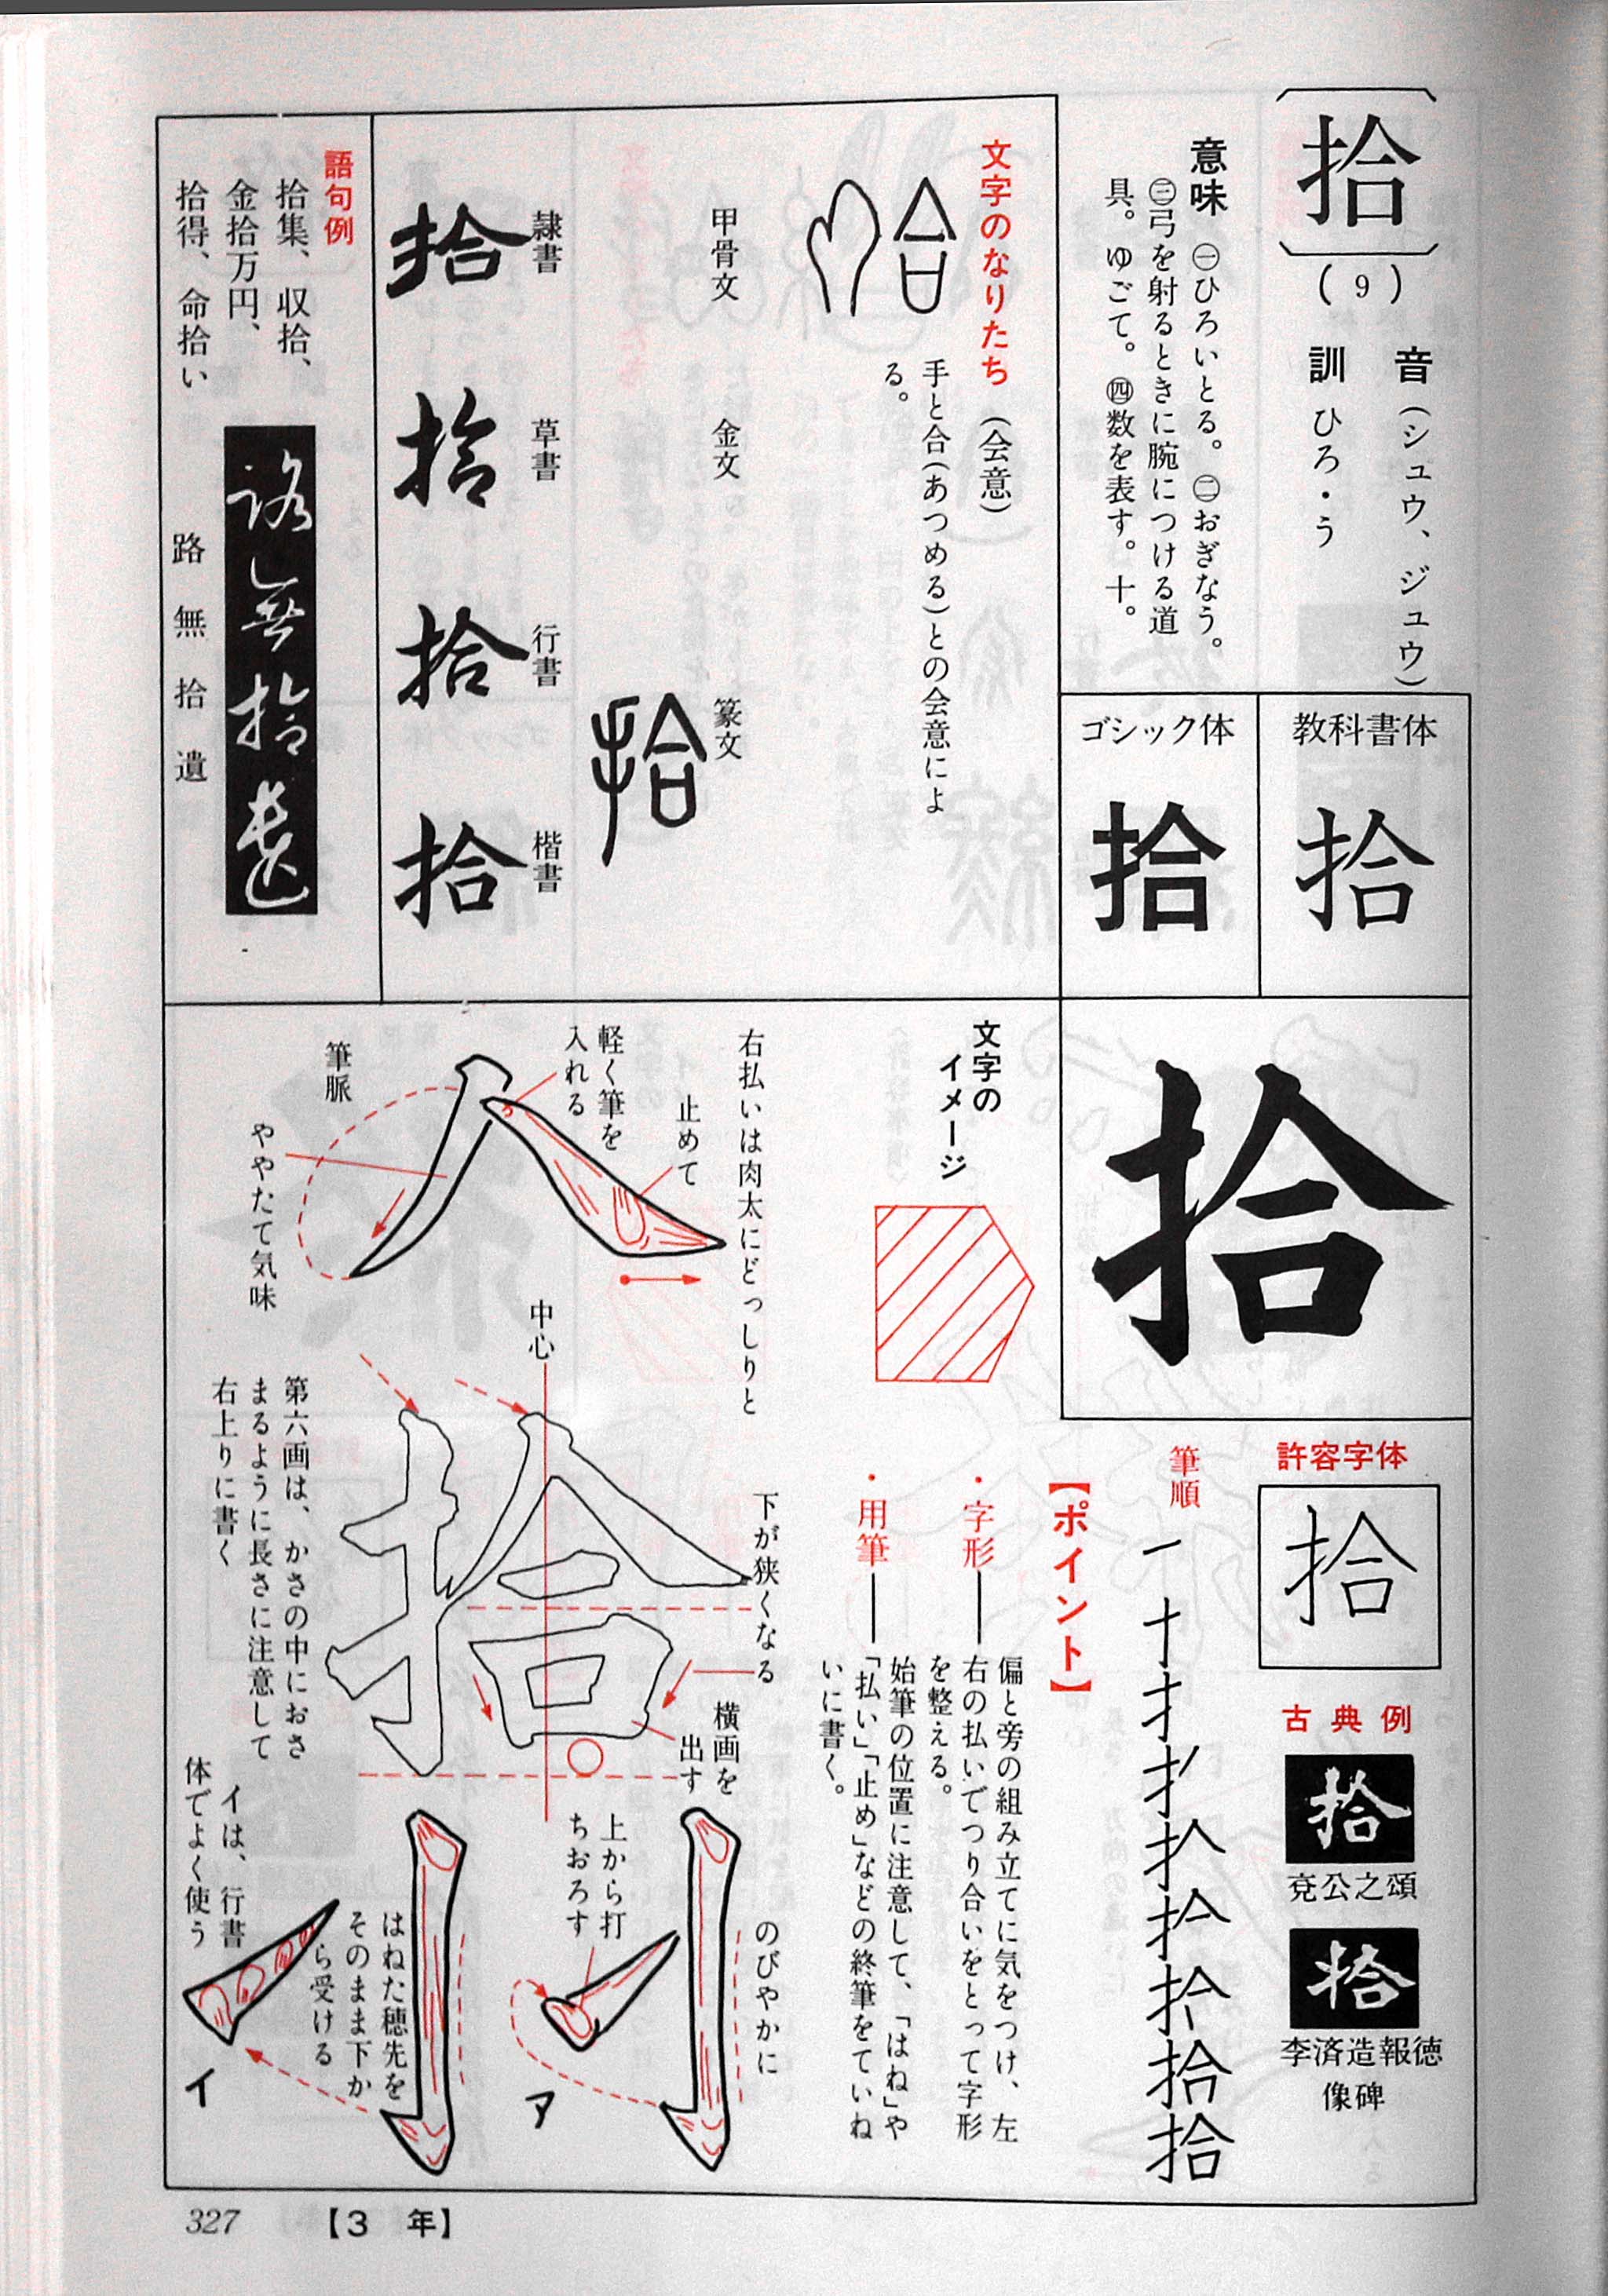 拾
(9)
音(シュウ、ジュウ)
訓 ひろ・う
意味 ㊀ひろいとる。㊁おぎなう。
㊂弓を射るときに腕につける道
具。ゆごて。㊃数を表す。十。
教科書体
拾
ゴシック体
拾
文字のなりたち (会意)
手と合(あつめる)との会意によ
る。
甲骨文
金文
篆文
拾
隷書
拾
草書
拾
行書
拾
楷書
拾
語句例
拾集、収拾、
金拾万円、
拾得、命拾い
路無拾遺
路無拾遺
拾
許容字体
拾
古典例
拾
兗公之頌
拾
李済造報徳
像碑
筆順
拾
拾
【ポイント】
・字形——偏と旁の組み立てに気をつけ、左
右の払いでつり合いをとって字形
を整える。
・用筆——始筆の位置に注意して、「はね」や
「払い」「止め」などの終筆をていね
いに書く。
文字の
イメージ
右払いは肉太にどっしりと
止めて
軽く筆を
入れる
筆脈
ややたて気味
中心
下が狭くなる
横画を
出す
第六画は、かさの中におさ
まるように長さに注意して
右上りに書く
のびやかに
上から打
ちおろす
ア
はねた穂先を
そのまま下か
ら受ける
イ
イは、行書
体でよく使う
327
【3 年】